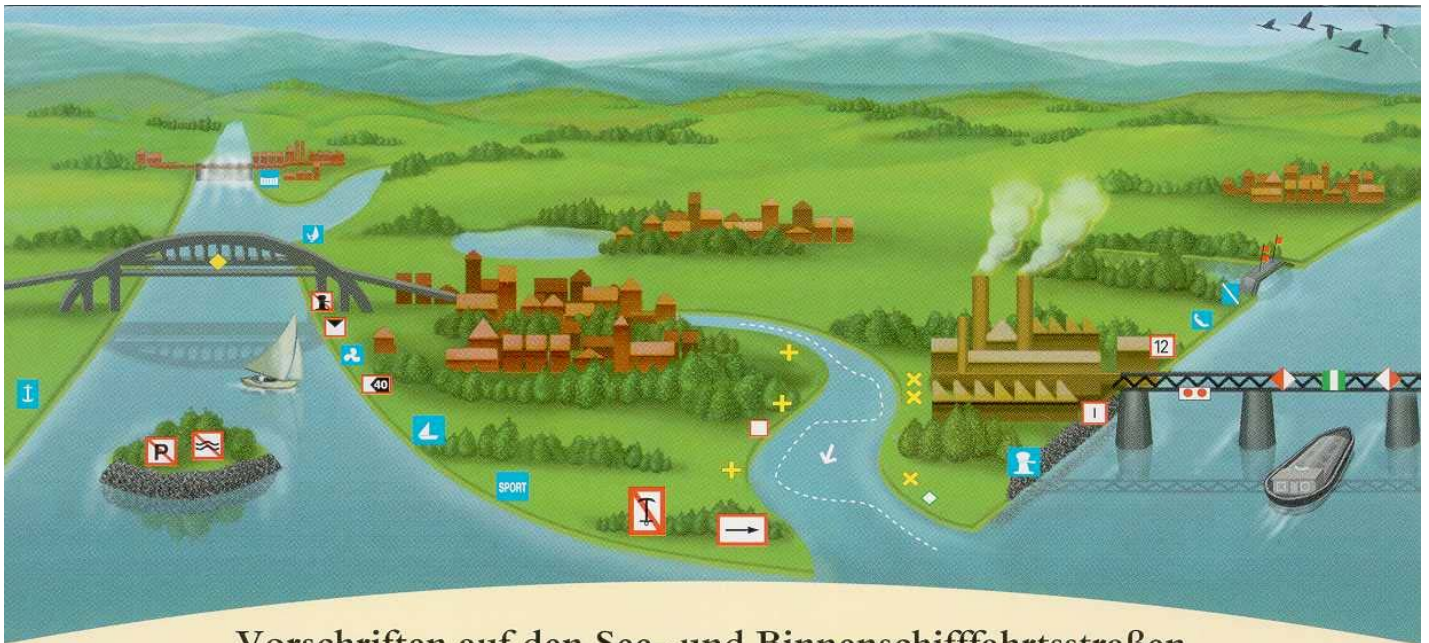 12
40
I
P
SPORT
Vorschriften auf den See- und Binnenschifffahrtsstraßen